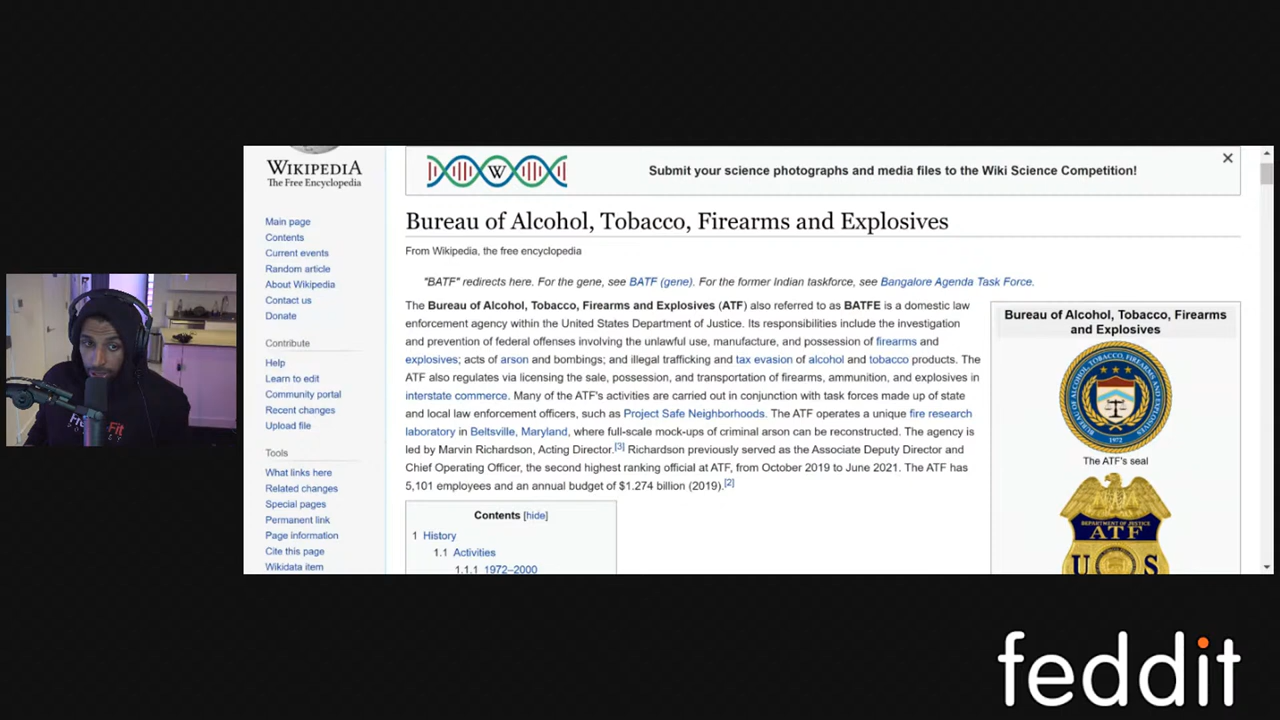 WIKIPEDIA
The Free Encyclopedia
Main page
Contents
Current events
Random article
About Wikipedia
Contact us
Donate
Contribute
Help
Learn to edit
Community portal
Recent changes
Upload file
Tools
What links here
Related changes
Special pages
Permanent link
Page information
Cite this page
Wikidata item
W
Submit your science photographs and media files to the Wiki Science Competition!
Bureau of Alcohol, Tobacco, Firearms and Explosives
From Wikipedia, the free encyclopedia
"BATF" redirects here. For the gene, see BATF (gene). For the former Indian taskforce, see Bangalore Agenda Task Force.
The Bureau of Alcohol, Tobacco, Firearms and Explosives (ATF) also referred to as BATFE is a domestic law
enforcement agency within the United States Department of Justice. Its responsibilities include the investigation
and prevention of federal offenses involving the unlawful use, manufacture, and possession of firearms and
explosives; acts of arson and bombings; and illegal trafficking and tax evasion of alcohol and tobacco products. The
ATF also regulates via licensing the sale, possession, and transportation of firearms, ammunition, and explosives in
interstate commerce. Many of the ATF's activities are carried out in conjunction with task forces made up of state
and local law enforcement officers, such as Project Safe Neighborhoods. The ATF operates a unique fire research
laboratory in Beltsville, Maryland, where full-scale mock-ups of criminal arson can be reconstructed. The agency is
led by Marvin Richardson, Acting Director.[3] Richardson previously served as the Associate Deputy Director and
Chief Operating Officer, the second highest ranking official at ATF, from October 2019 to June 2021. The ATF has
5,101 employees and an annual budget of $1.274 billion (2019).[2]
Contents [hide]
1 History
1.1 Activities
1.1.1 1972–2000
Bureau of Alcohol, Tobacco, Firearms
and Explosives
BUREAU OF ALCOHOL, TOBACCO, FIREARMS AND EXPLOSIVES
1972
The ATF's seal
DEPARTMENT OF JUSTICE
ATF
U S
feddit